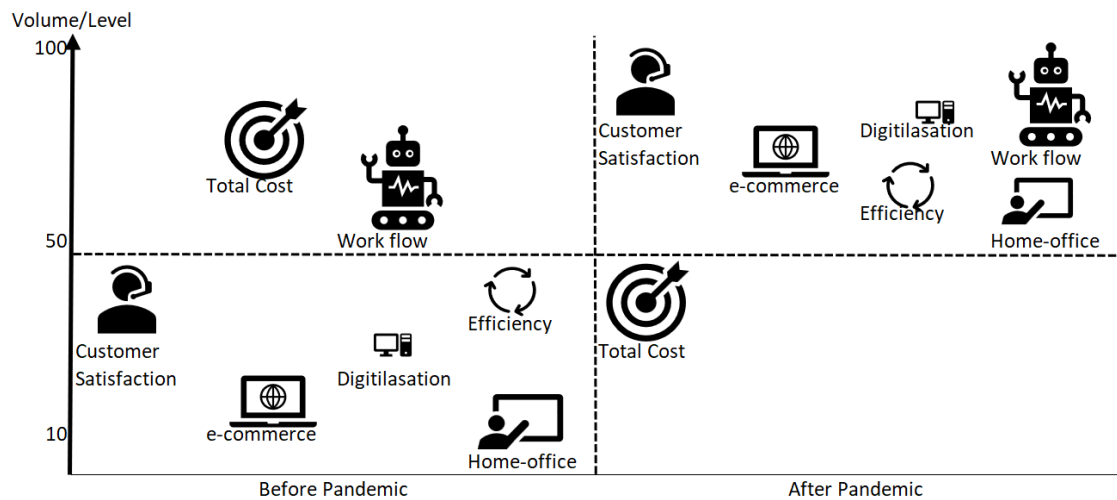 Volume/Level
100
50
10
Total Cost
Work flow
Customer
Satisfaction
e-commerce
Digitilasation
Efficiency
Home-office
Customer
Satisfaction
e-commerce
Digitilasation
Efficiency
Work flow
Home-office
Total Cost
Before Pandemic
After Pandemic